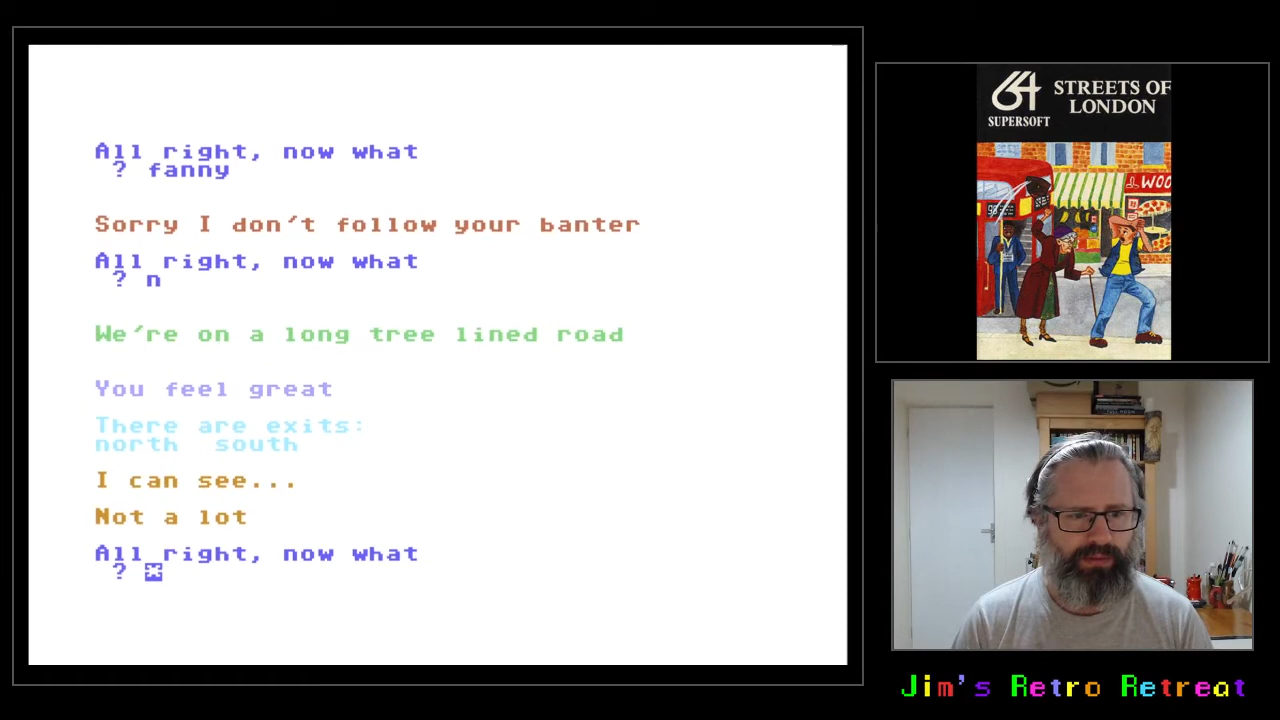 All right, now what
? fanny
Sorry I don't follow your banter
All right, now what
? n
We're on a long tree lined road
You feel great
There are exits:
north south
I can see...
Not a lot
All right, now what
?
64
SUPERSOFT
STREETS OF
LONDON
WOO
Jim's Retro Retreat